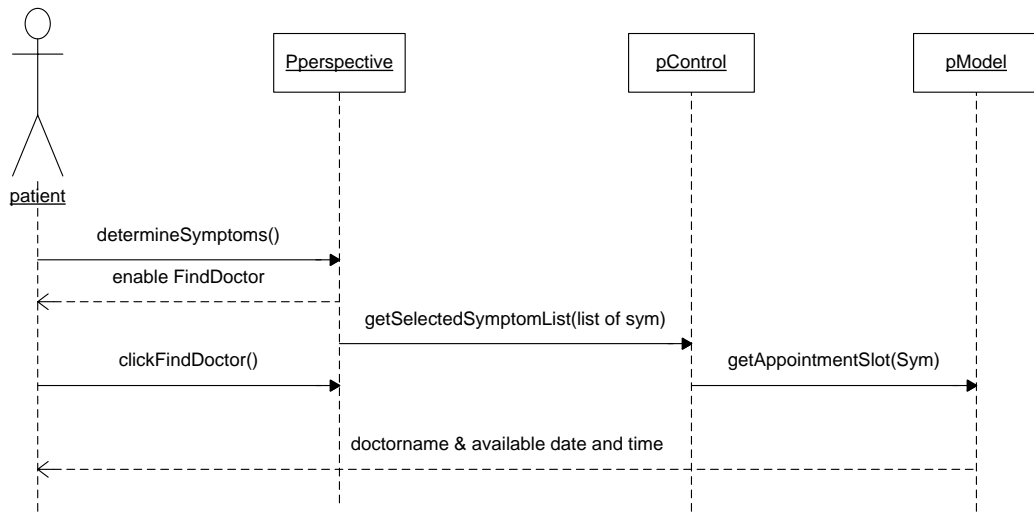 Pperspective
pControl
pModel
patient
determineSymptoms()
enable FindDoctor
getSelectedSymptomList(list of sym)
clickFindDoctor()
getAppointmentSlot(Sym)
doctorname & available date and time